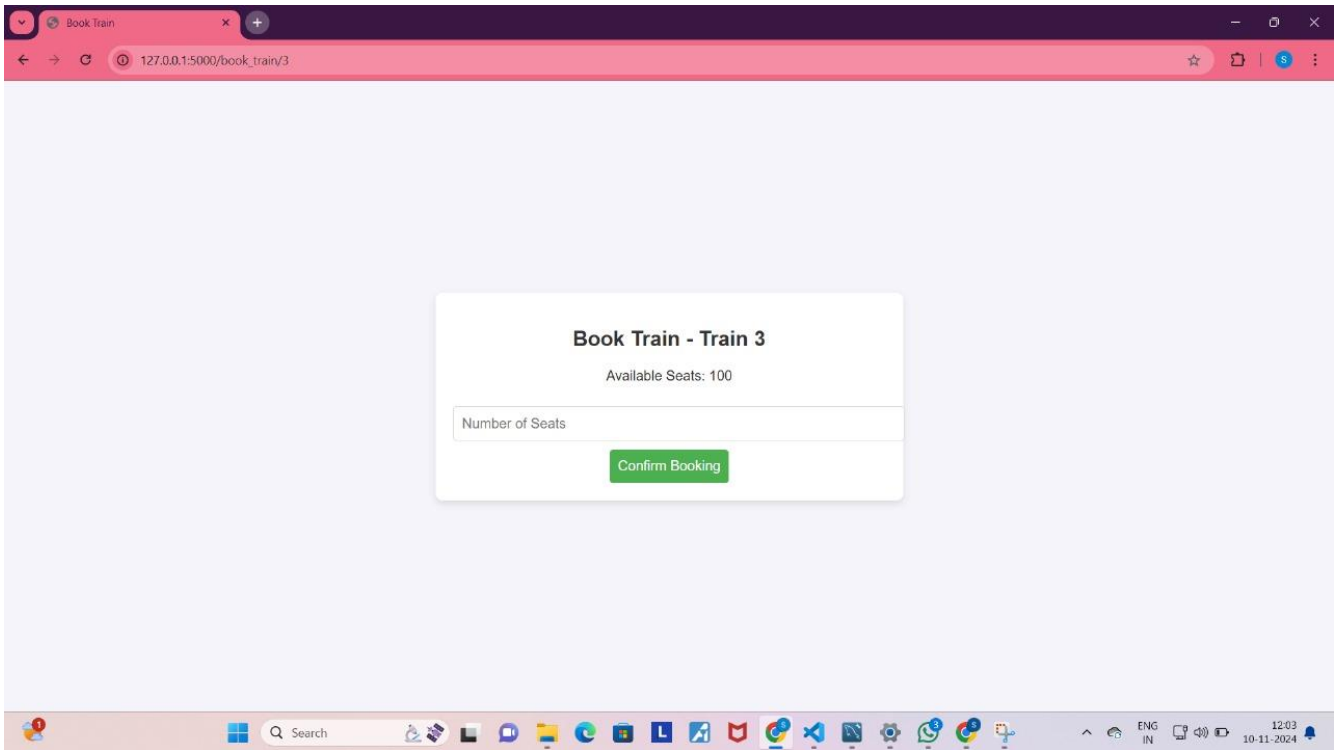 Book Train
127.0.0.1:5000/book_train/3
S
Book Train - Train 3
Available Seats: 100
Number of Seats
Confirm Booking
1
Search
L
ENG
IN
12:03
10-11-2024